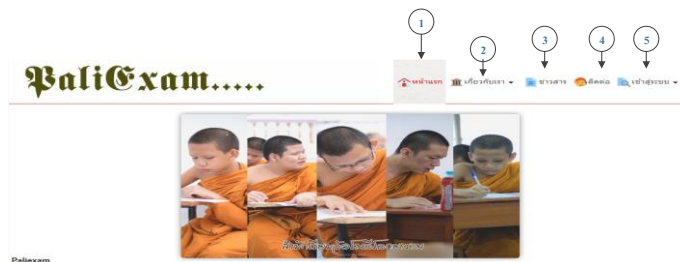 1
2
3
4
5
PaliExam.....
หน้าแรก
เกี่ยวกับเรา
ข่าวสาร
ติดต่อ
เข้าสู่ระบบ
Paliexam